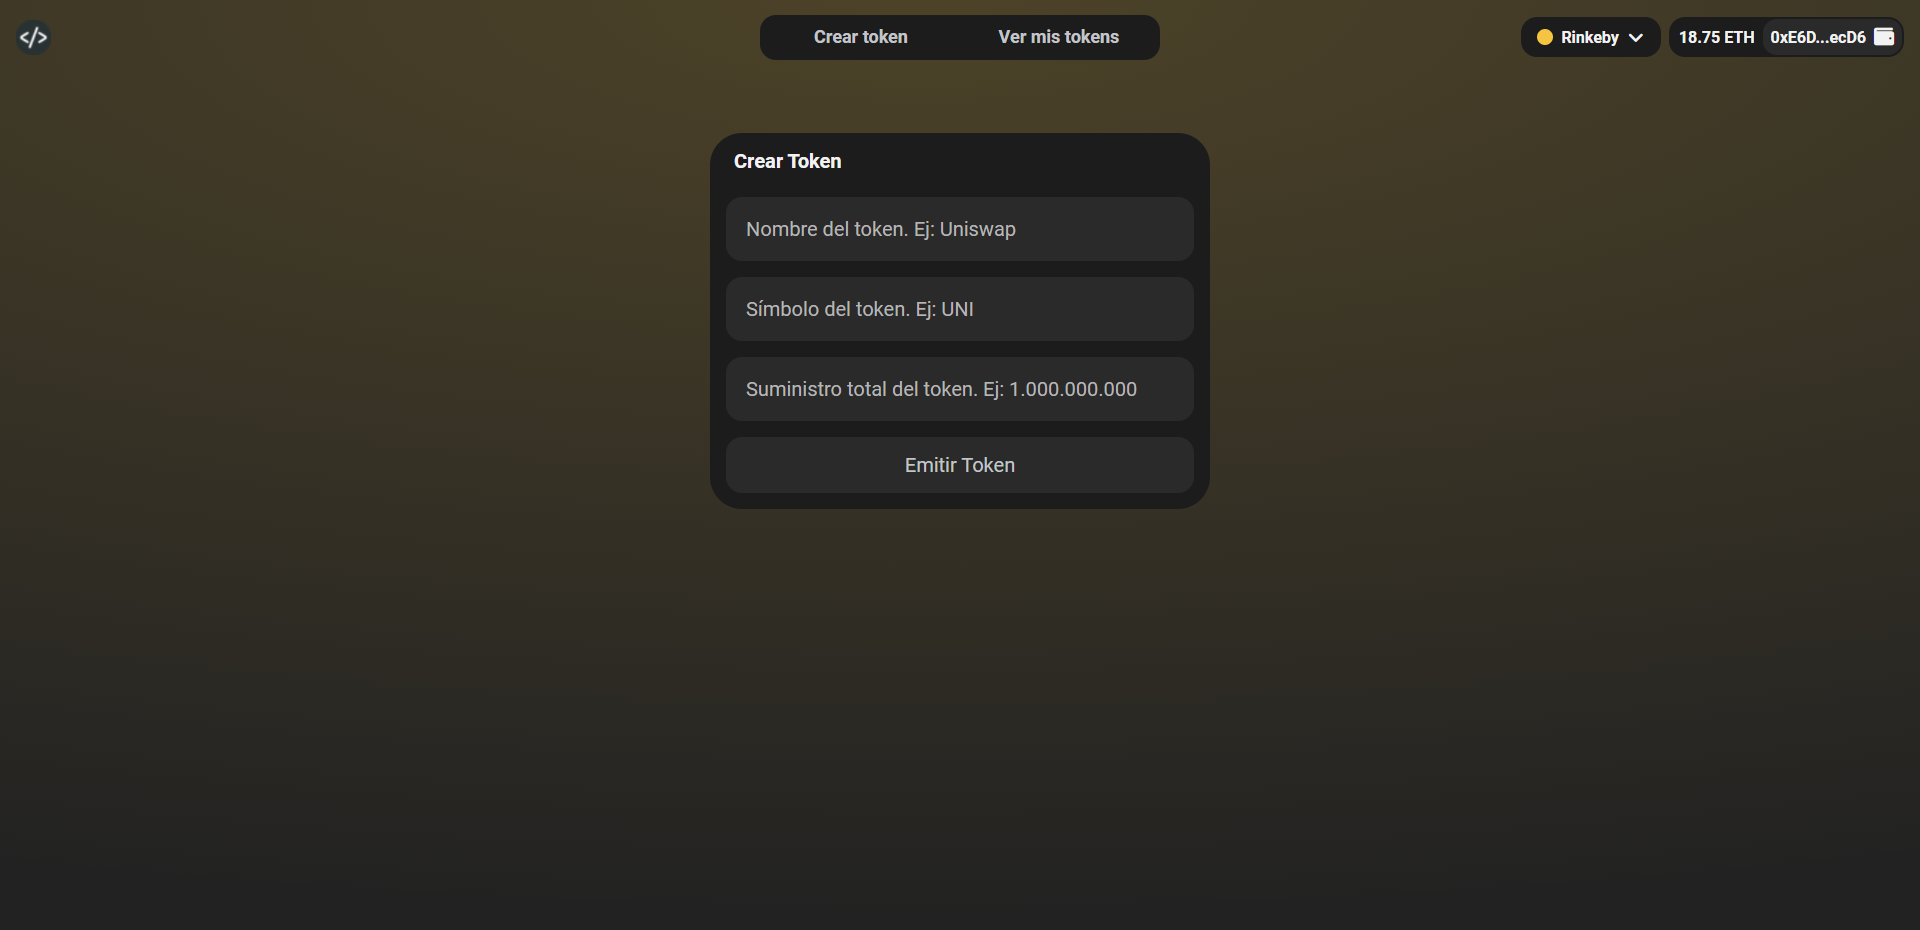 </>
Crear token
Ver mis tokens
Rinkeby
18.75 ETH
0xE6D...ecD6
Crear Token
Nombre del token. Ej: Uniswap
Símbolo del token. Ej: UNI
Suministro total del token. Ej: 1.000.000.000
Emitir Token